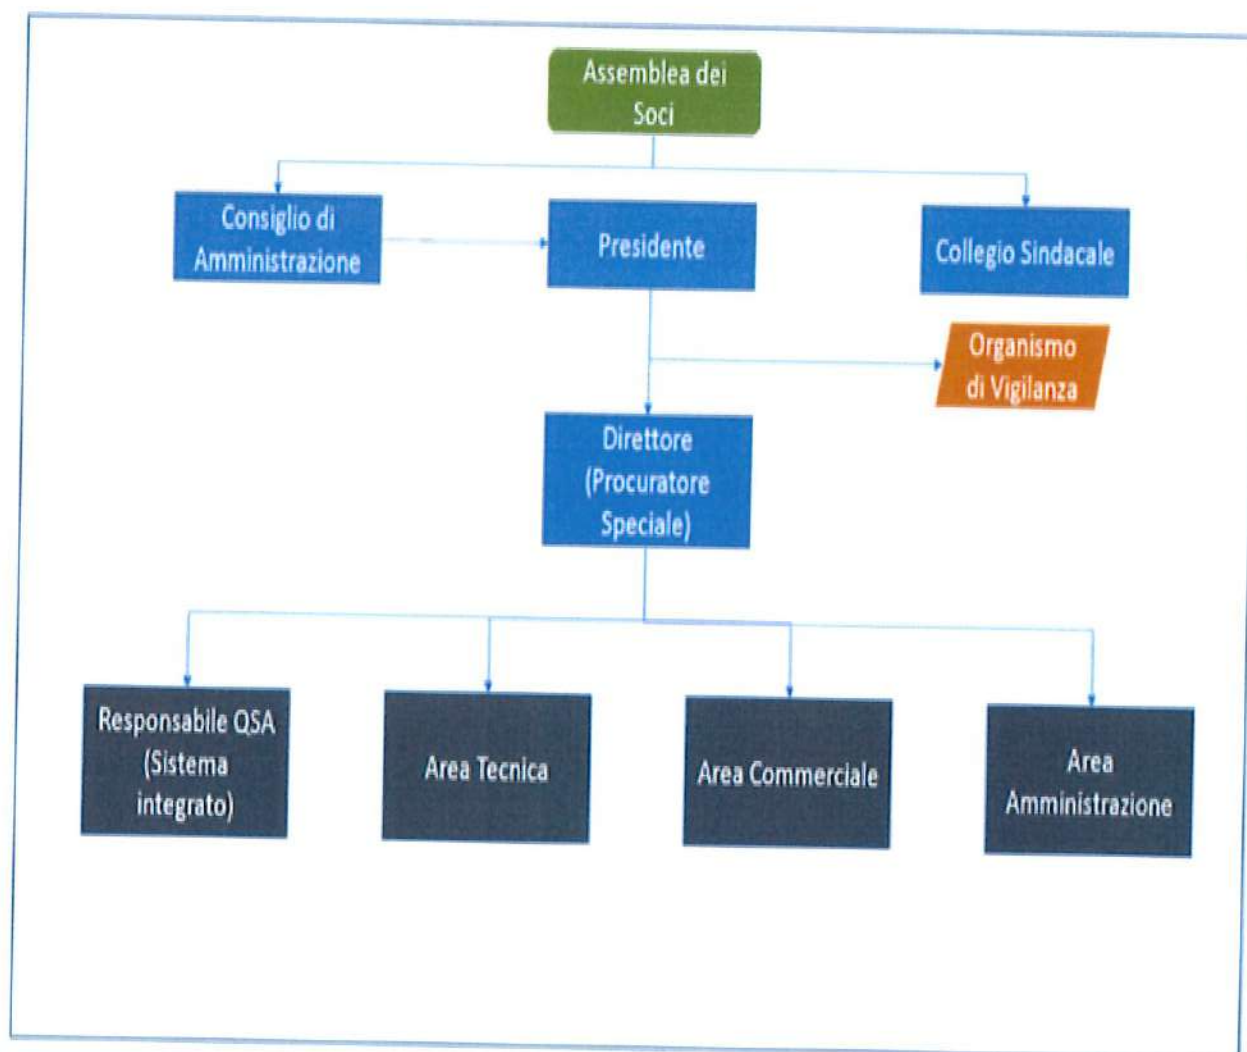 Assemblea dei
Soci
Consiglio di
Amministrazione
Presidente
Collegio Sindacale
Organismo
di Vigilanza
Direttore
(Procuratore
Speciale)
Responsabile QSA
(Sistema
integrato)
Area Tecnica
Area Commerciale
Area
Amministrazione